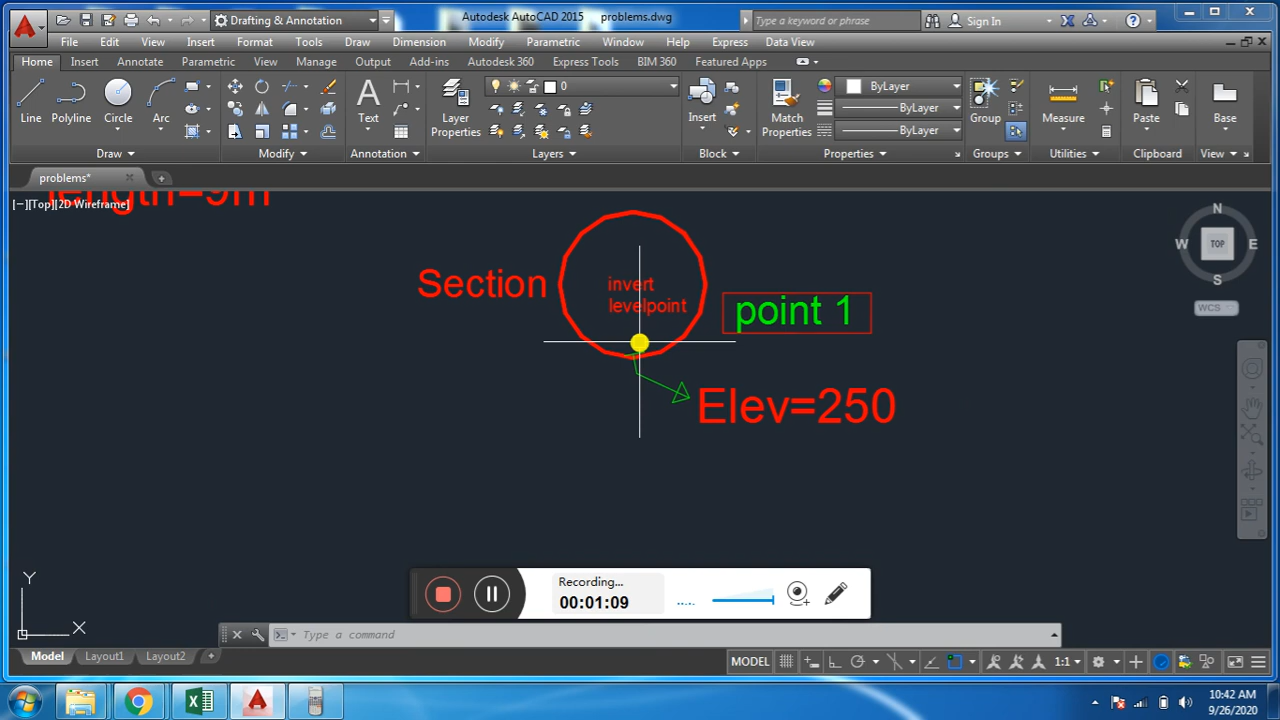 Drafting & Annotation
Autodesk AutoCAD 2015 problems.dwg
Type a keyword or phrase
Sign In
File Edit View Insert Format Tools Draw Dimension Modify Parametric Window Help Express Data View
Home Insert Annotate Parametric View Manage Output Add-ins Autodesk 360 Express Tools BIM 360 Featured Apps
0
ByLayer
ByLayer
ByLayer
Line Polyline Circle Arc
Text
Layer Properties
Insert
Match Properties
Group
Measure
Paste
Base
Draw Modify Annotation Layers Block Properties Groups Utilities Clipboard View
problems*
length=9m
[−][Top][2D Wireframe]
N
W TOP E
S
WCS
Section
invert
levelpoint
point 1
Elev=250
Y
X
Recording...
00:01:09
Type a command
Model Layout1 Layout2
MODEL
1:1
10:42 AM
9/26/2020